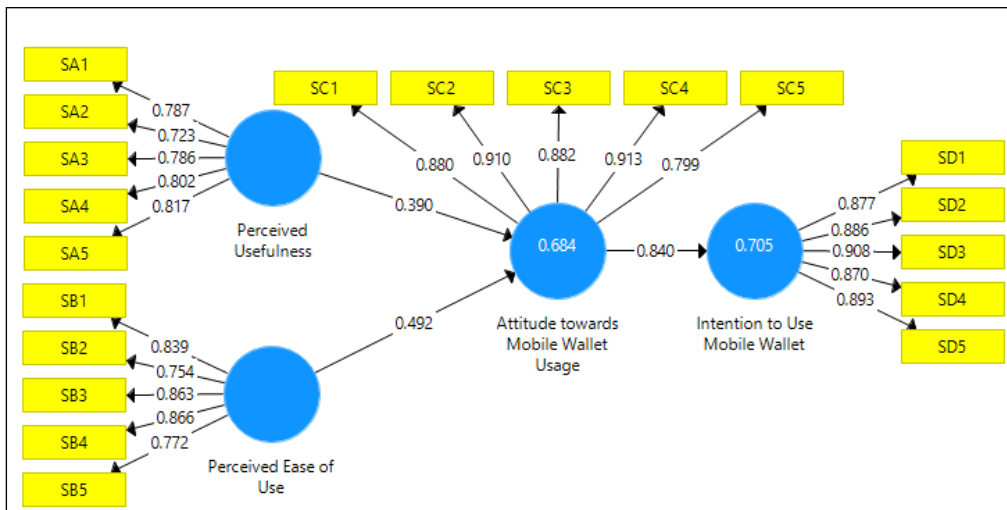 SA1
SA2
SA3
SA4
SA5
0.787
0.723
0.786
0.802
0.817
Perceived
Usefulness
SB1
SB2
SB3
SB4
SB5
0.839
0.754
0.863
0.866
0.772
Perceived Ease of
Use
0.390
0.492
SC1
SC2
SC3
SC4
SC5
0.880
0.910
0.882
0.913
0.799
0.684
Attitude towards
Mobile Wallet
Usage
0.840
0.705
Intention to Use
Mobile Wallet
0.877
0.886
0.908
0.870
0.893
SD1
SD2
SD3
SD4
SD5